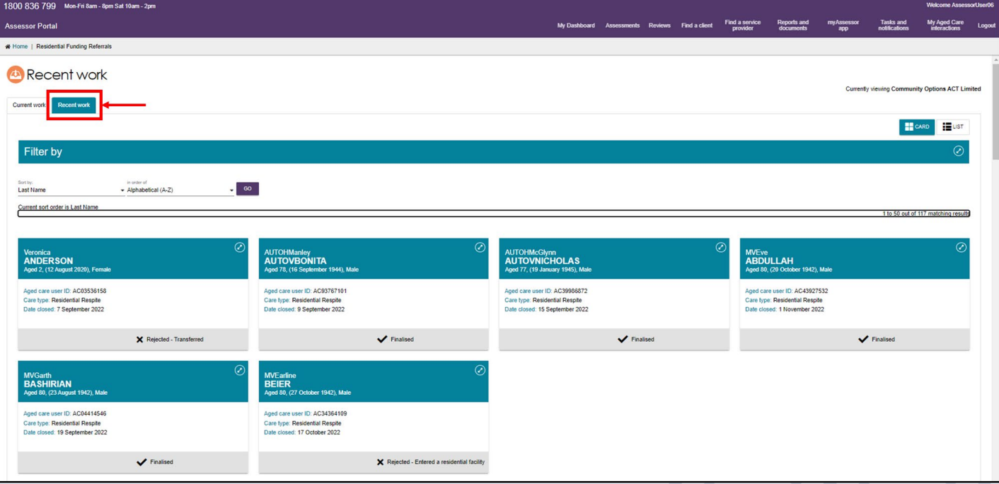 1800 836 799 Mon-Fri 8am - 8pm Sat 10am - 2pm
Welcome AssessorUser06
Assessor Portal
My Dashboard
Assessments
Reviews
Find a client
Find a service provider
Reports and documents
myAssessor app
Tasks and notifications
My Aged Care interactions
Logout
Home | Residential Funding Referrals
Recent work
Currently viewing Community Options ACT Limited
Current work
Recent work
CARD
LIST
Filter by
Sort by:
Last Name
in order of
Alphabetical (A-Z)
GO
Current sort order is Last Name
1 to 50 out of 117 matching results
Veronica
ANDERSON
Aged 2, (12 August 2020), Female
Aged care user ID: AC03536158
Care type: Residential Respite
Date closed: 7 September 2022
Rejected - Transferred
AUTOHManley
AUTOVBONITA
Aged 78, (16 September 1944), Male
Aged care user ID: AC93767101
Care type: Residential Respite
Date closed: 9 September 2022
Finalised
AUTOHMcGlynn
AUTOVNICHOLAS
Aged 77, (19 January 1945), Male
Aged care user ID: AC39986872
Care type: Residential Respite
Date closed: 15 September 2022
Finalised
MVEve
ABDULLAH
Aged 80, (20 October 1942), Male
Aged care user ID: AC43927532
Care type: Residential Respite
Date closed: 1 November 2022
Finalised
MVGarth
BASHIRIAN
Aged 80, (23 August 1942), Male
Aged care user ID: AC04414546
Care type: Residential Respite
Date closed: 19 September 2022
Finalised
MVEarline
BEIER
Aged 80, (27 October 1942), Male
Aged care user ID: AC34364109
Care type: Residential Respite
Date closed: 17 October 2022
Rejected - Entered a residential facility